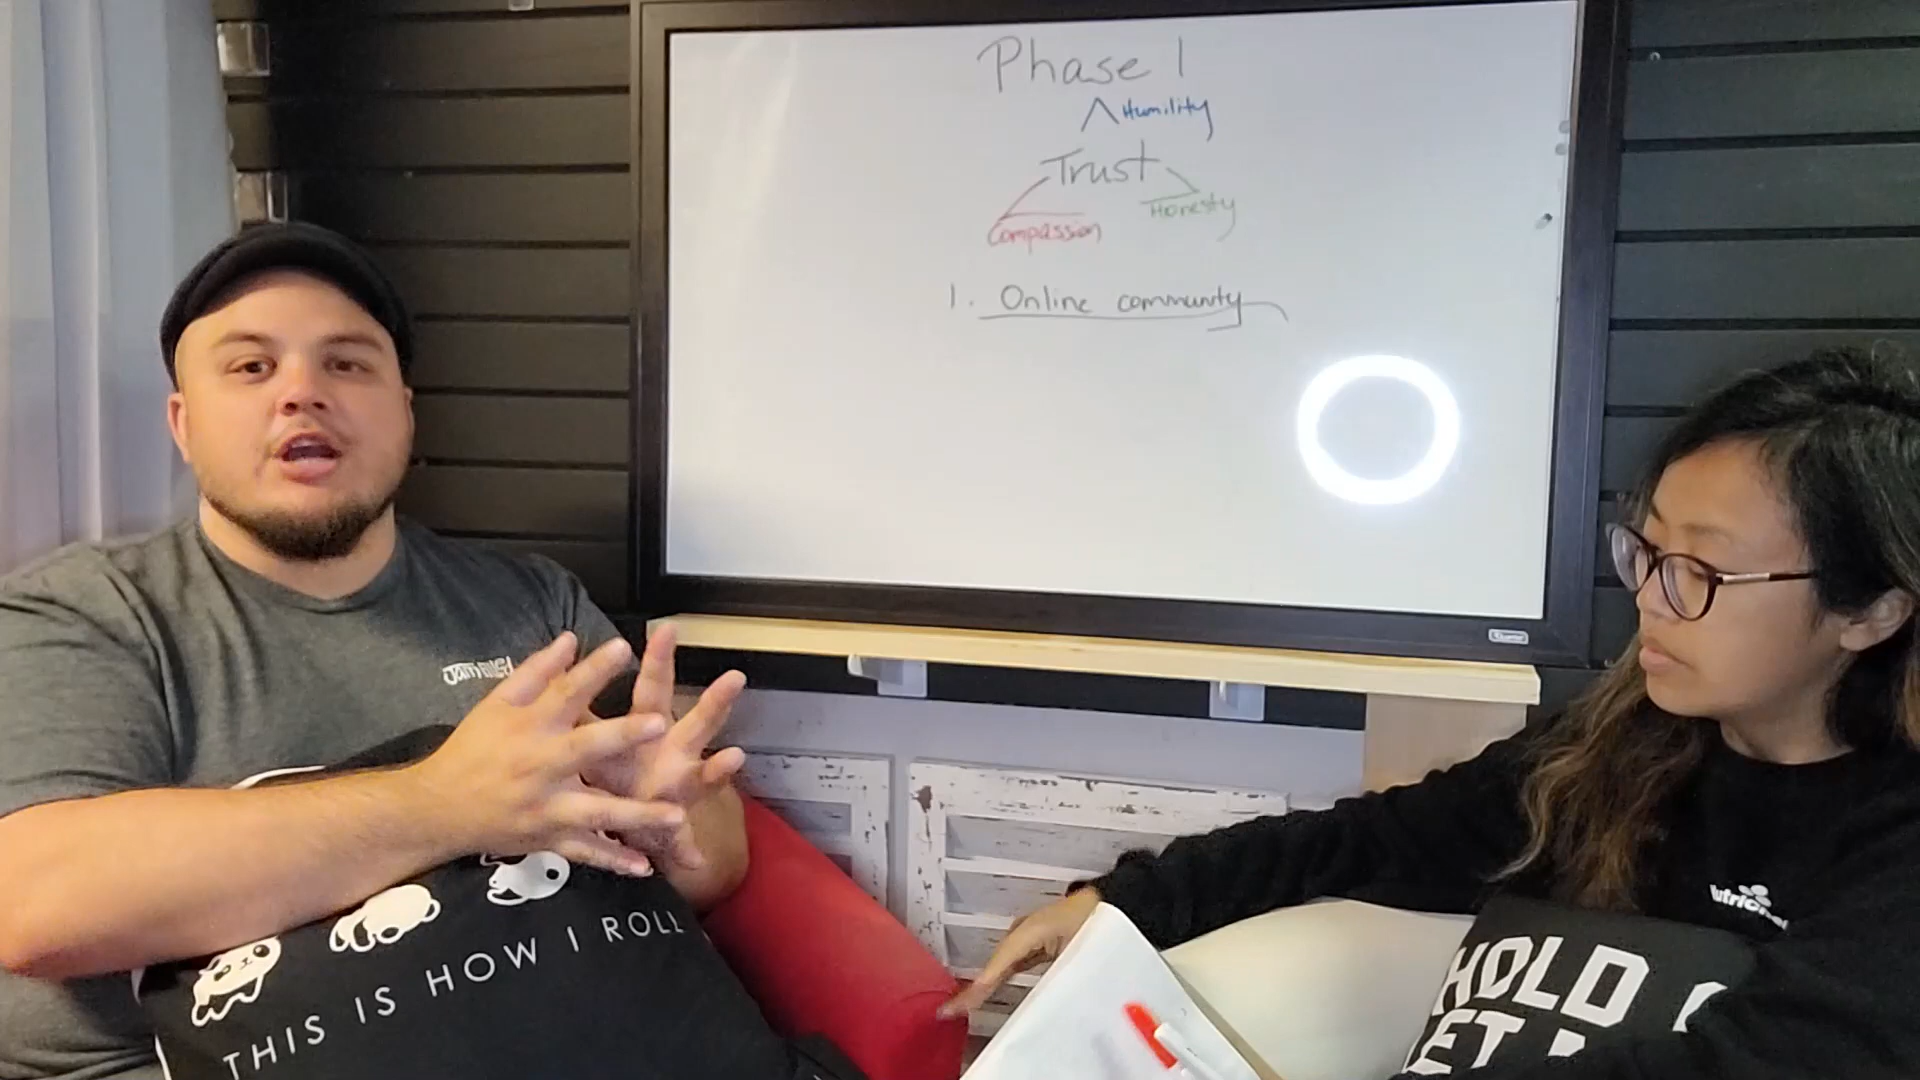 Phase 1
Humility
Trust
Compassion
Honesty
1. Online community
THIS IS HOW I ROLL
HOLD